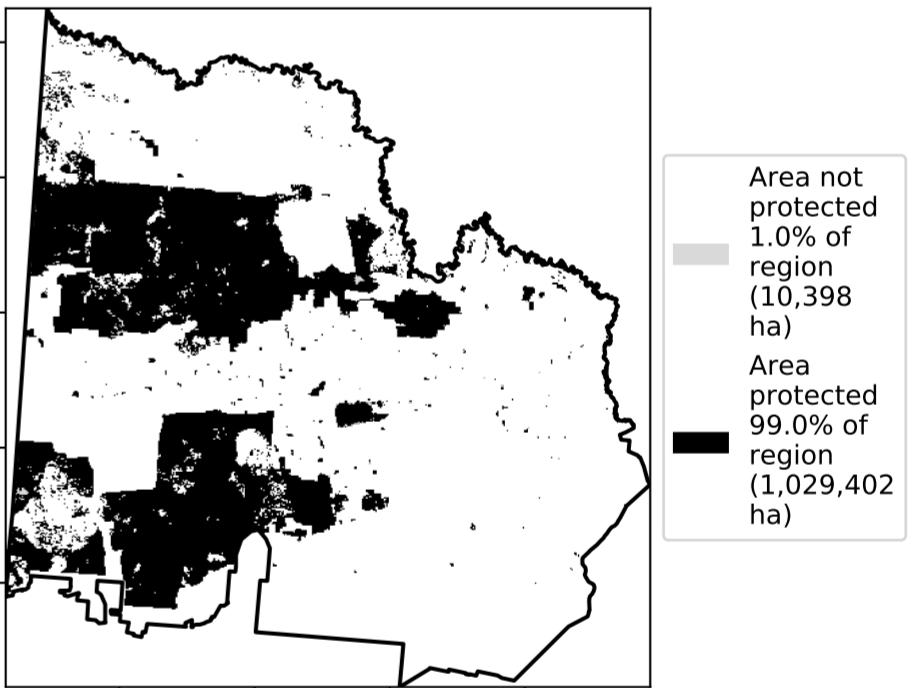 Area not
protected
1.0% of
region
(10,398
ha)
Area
protected
99.0% of
region
(1,029,402
ha)